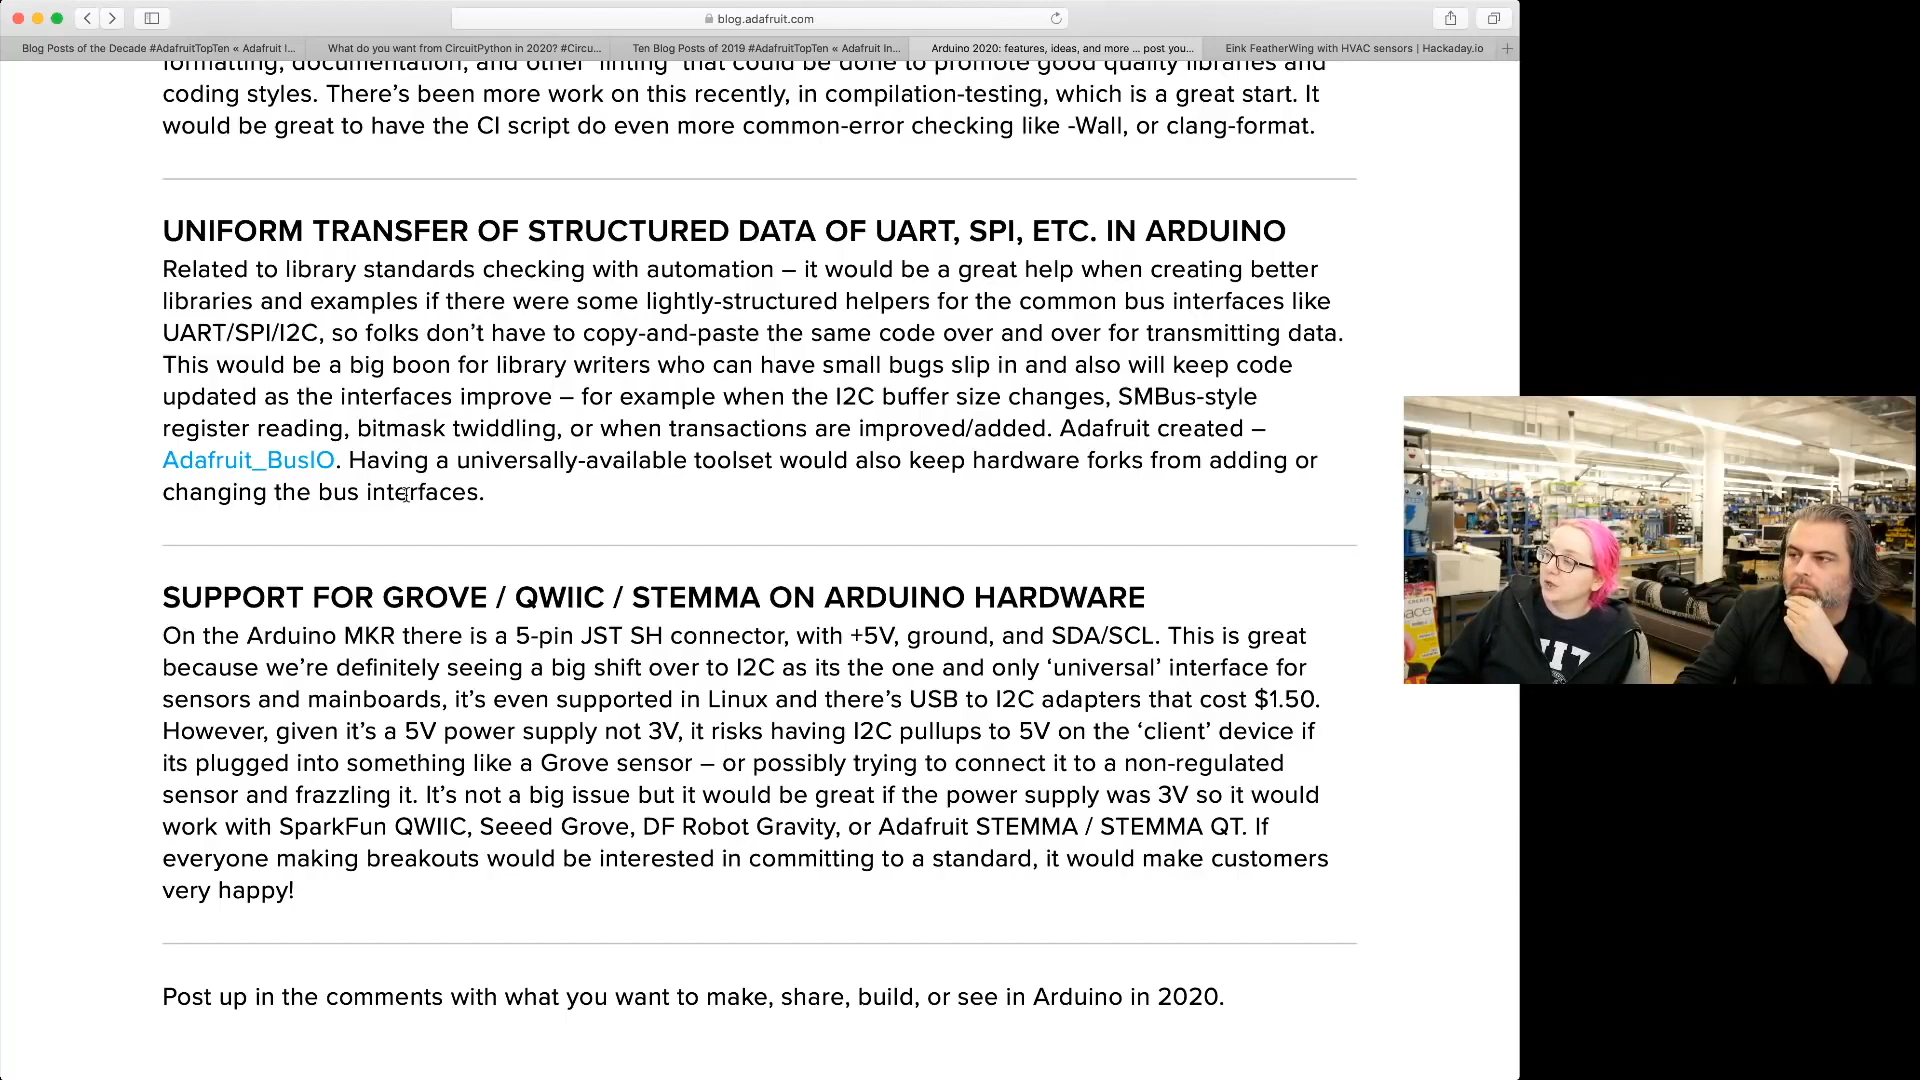 blog.adafruit.com
Blog Posts of the Decade #AdafruitTopTen « Adafruit I...
What do you want from CircuitPython in 2020? #Circu...
Ten Blog Posts of 2019 #AdafruitTopTen « Adafruit In...
Arduino 2020: features, ideas, and more ... post you...
Eink FeatherWing with HVAC sensors | Hackaday.io
formatting, documentation, and other 'linting' that could be done to promote good quality libraries and
coding styles. There’s been more work on this recently, in compilation-testing, which is a great start. It
would be great to have the CI script do even more common-error checking like -Wall, or clang-format.
UNIFORM TRANSFER OF STRUCTURED DATA OF UART, SPI, ETC. IN ARDUINO
Related to library standards checking with automation – it would be a great help when creating better
libraries and examples if there were some lightly-structured helpers for the common bus interfaces like
UART/SPI/I2C, so folks don’t have to copy-and-paste the same code over and over for transmitting data.
This would be a big boon for library writers who can have small bugs slip in and also will keep code
updated as the interfaces improve – for example when the I2C buffer size changes, SMBus-style
register reading, bitmask twiddling, or when transactions are improved/added. Adafruit created –
Adafruit_BusIO. Having a universally-available toolset would also keep hardware forks from adding or
changing the bus interfaces.
SUPPORT FOR GROVE / QWIIC / STEMMA ON ARDUINO HARDWARE
On the Arduino MKR there is a 5-pin JST SH connector, with +5V, ground, and SDA/SCL. This is great
because we’re definitely seeing a big shift over to I2C as its the one and only ‘universal’ interface for
sensors and mainboards, it’s even supported in Linux and there’s USB to I2C adapters that cost $1.50.
However, given it’s a 5V power supply not 3V, it risks having I2C pullups to 5V on the ‘client’ device if
its plugged into something like a Grove sensor – or possibly trying to connect it to a non-regulated
sensor and frazzling it. It’s not a big issue but it would be great if the power supply was 3V so it would
work with SparkFun QWIIC, Seeed Grove, DF Robot Gravity, or Adafruit STEMMA / STEMMA QT. If
everyone making breakouts would be interested in committing to a standard, it would make customers
very happy!
Post up in the comments with what you want to make, share, build, or see in Arduino in 2020.